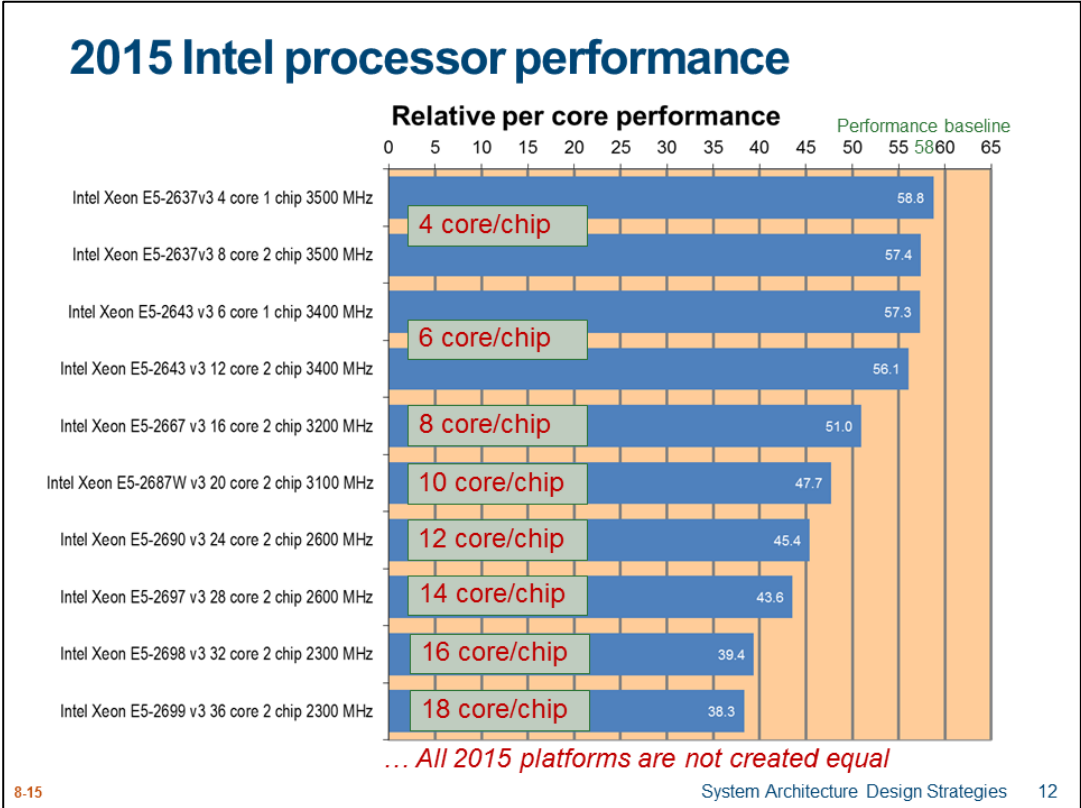 2015 Intel processor performance
Relative per core performance
Performance baseline
0 5 10 15 20 25 30 35 40 45 50 55 58 60 65
Intel Xeon E5-2637v3 4 core 1 chip 3500 MHz 58.8
4 core/chip
Intel Xeon E5-2637v3 8 core 2 chip 3500 MHz 57.4
Intel Xeon E5-2643 v3 6 core 1 chip 3400 MHz 57.3
6 core/chip
Intel Xeon E5-2643 v3 12 core 2 chip 3400 MHz 56.1
Intel Xeon E5-2667 v3 16 core 2 chip 3200 MHz 8 core/chip 51.0
Intel Xeon E5-2687W v3 20 core 2 chip 3100 MHz 10 core/chip 47.7
Intel Xeon E5-2690 v3 24 core 2 chip 2600 MHz 12 core/chip 45.4
Intel Xeon E5-2697 v3 28 core 2 chip 2600 MHz 14 core/chip 43.6
Intel Xeon E5-2698 v3 32 core 2 chip 2300 MHz 16 core/chip 39.4
Intel Xeon E5-2699 v3 36 core 2 chip 2300 MHz 18 core/chip 38.3
… All 2015 platforms are not created equal
8-15 System Architecture Design Strategies 12